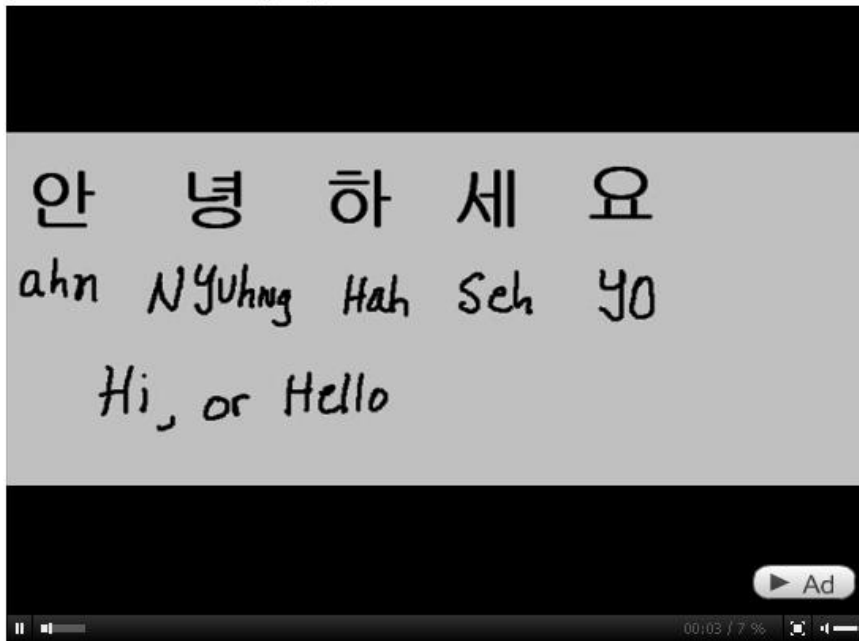 안 녕 하 세 요
ahn NYUhNg Hah Seh YO
Hi, or Hello
Ad
00:03 / 7 %